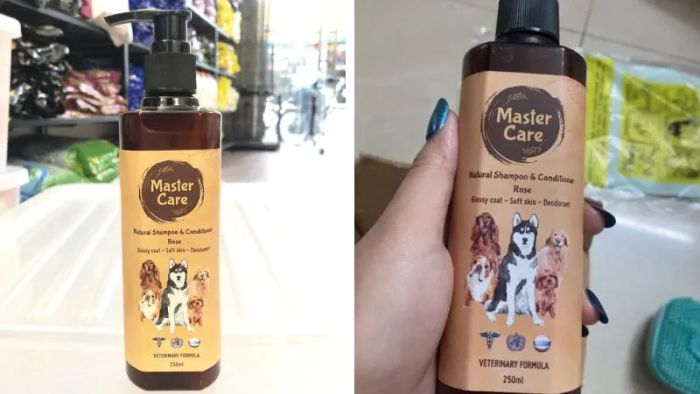 Master
Care
Natural Shampoo & Conditioner
Rose
Glossy coat - Soft skin - Deodorant
VETERINARY FORMULA
250ml
Master
Care
Natural Shampoo & Conditioner
Rose
Glossy coat - Soft skin - Deodorant
VETERINARY FORMULA
250ml